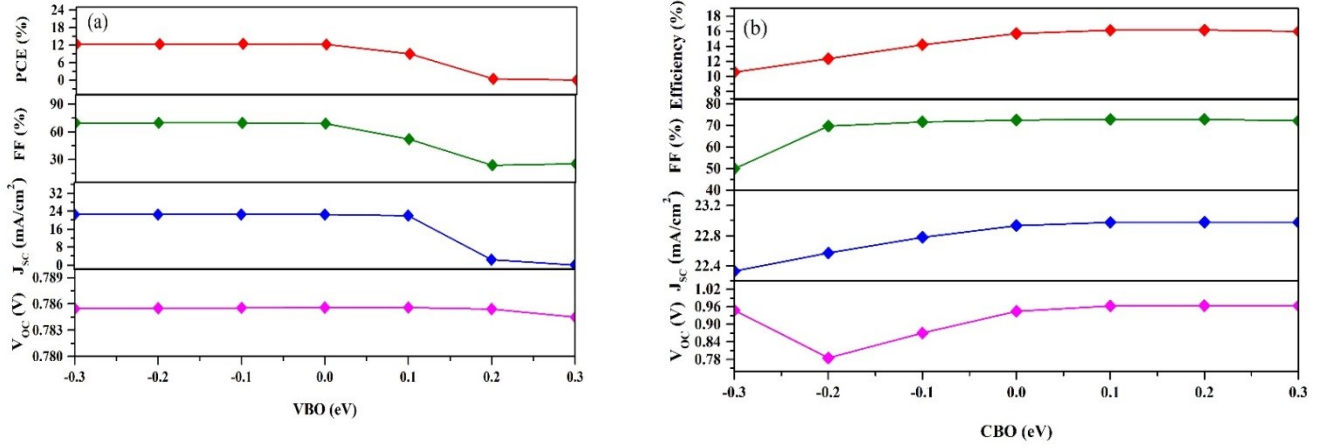 (a)
PCE (%)
24
18
12
6
0
FF (%)
90
60
30
J_SC (mA/cm²)
32
24
16
8
0
V_OC (V)
0.789
0.786
0.783
0.780
-0.3 -0.2 -0.1 0.0 0.1 0.2 0.3
VBO (eV)
(b)
Efficiency (%)
18
16
14
12
10
8
FF (%)
80
70
60
50
40
J_SC (mA/cm²)
23.2
22.8
22.4
V_OC (V)
1.02
0.96
0.90
0.84
0.78
-0.3 -0.2 -0.1 0.0 0.1 0.2 0.3
CBO (eV)